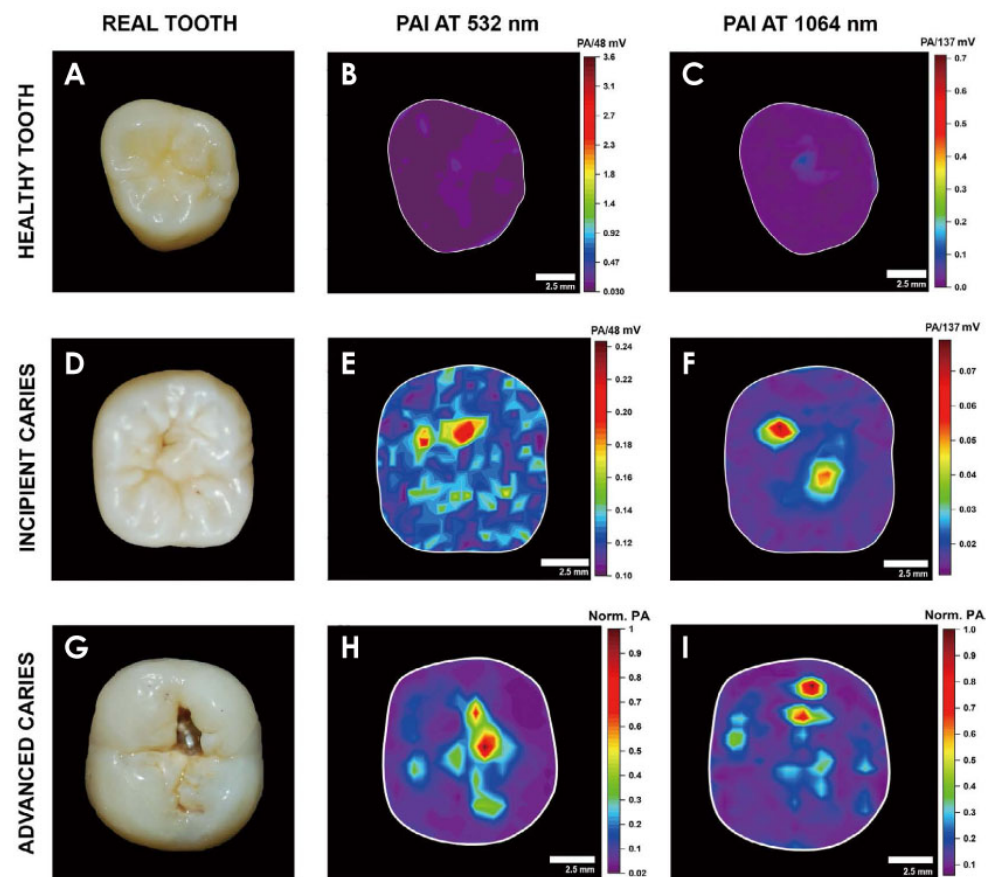 REAL TOOTH
PAI AT 532 nm
PAI AT 1064 nm
HEALTHY TOOTH
A
B
PA/48 mV
3.6
3.1
2.7
2.3
1.8
1.4
0.92
0.47
0.030
2.5 mm
C
PA/137 mV
0.7
0.6
0.5
0.4
0.3
0.2
0.1
0.0
2.5 mm
INCIPIENT CARIES
D
E
PA/48 mV
0.24
0.22
0.20
0.18
0.16
0.14
0.12
0.10
2.5 mm
F
PA/137 mV
0.07
0.06
0.05
0.04
0.03
0.02
2.5 mm
ADVANCED CARIES
G
H
Norm. PA
1
0.9
0.8
0.7
0.6
0.5
0.4
0.3
0.2
0.1
0.02
2.5 mm
I
Norm. PA
1.0
0.9
0.8
0.7
0.6
0.5
0.4
0.3
0.2
0.1
2.5 mm